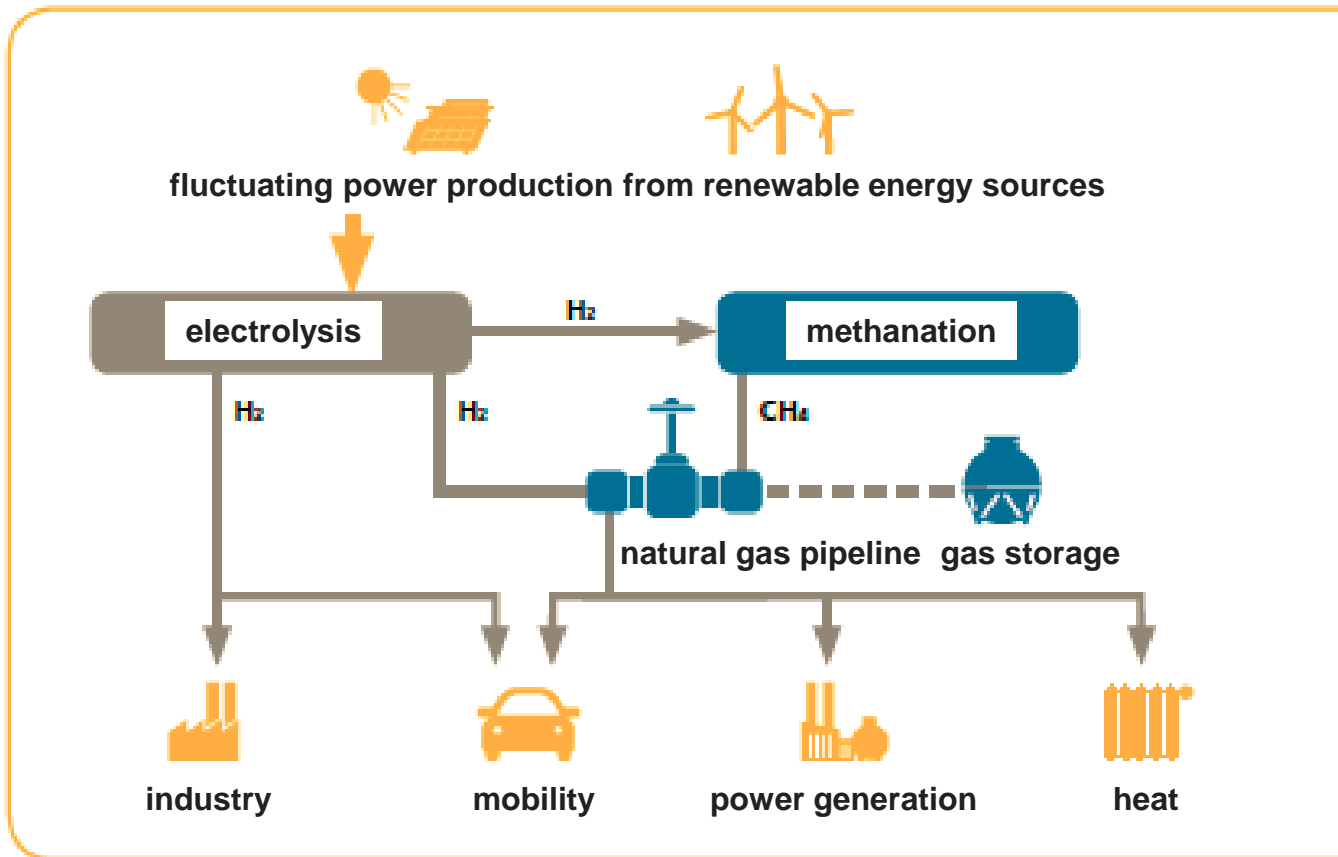 fluctuating power production from renewable energy sources
electrolysis
H₂
methanation
H₂
H₂
CH₄
natural gas pipeline
gas storage
industry
mobility
power generation
heat